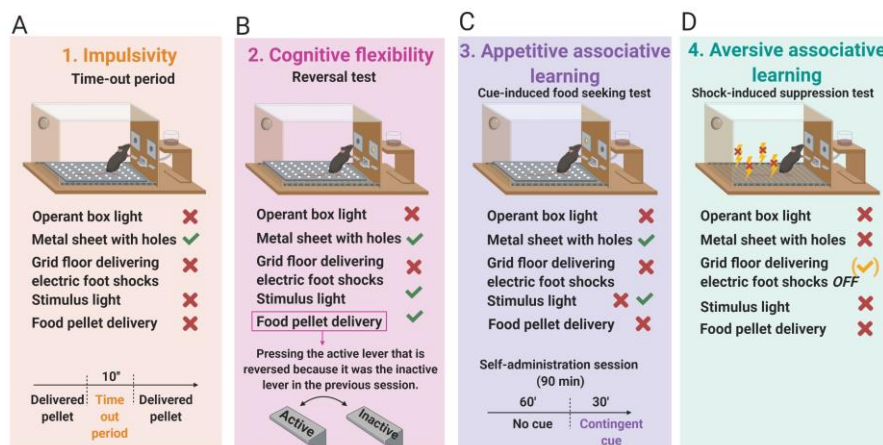 A
1. Impulsivity
Time-out period
Operant box light
Metal sheet with holes
Grid floor delivering
electric foot shocks
Stimulus light
Food pellet delivery
10"
Delivered
pellet
Time
out
period
Delivered
pellet
B
2. Cognitive flexibility
Reversal test
Operant box light
Metal sheet with holes
Grid floor delivering
electric foot shocks
Stimulus light
Food pellet delivery
Pressing the active lever that is
reversed because it was the inactive
lever in the previous session.
Active
Inactive
C
3. Appetitive associative
learning
Cue-induced food seeking test
Operant box light
Metal sheet with holes
Grid floor delivering
electric foot shocks
Stimulus light
Food pellet delivery
Self-administration session
(90 min)
60'
30'
No cue
Contingent
cue
D
4. Aversive associative
learning
Shock-induced suppression test
Operant box light
Metal sheet with holes
Grid floor delivering
electric foot shocks OFF
Stimulus light
Food pellet delivery